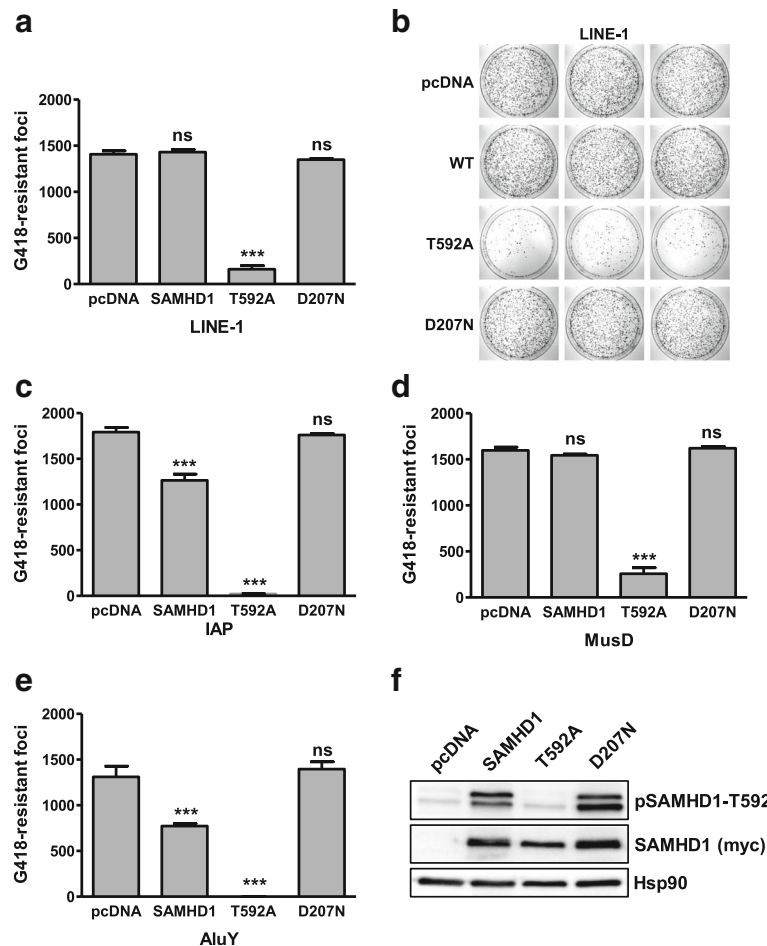 a
G418-resistant foci
2000
1500
1000
500
0
ns
***
ns
pcDNA SAMHD1 T592A D207N
LINE-1
b
LINE-1
pcDNA
WT
T592A
D207N
c
G418-resistant foci
2000
1500
1000
500
0
***
***
ns
pcDNA SAMHD1 T592A D207N
IAP
d
G418-resistant foci
2000
1500
1000
500
0
ns
***
ns
pcDNA SAMHD1 T592A D207N
MusD
e
G418-resistant foci
2000
1500
1000
500
0
***
***
ns
pcDNA SAMHD1 T592A D207N
AluY
f
pcDNA SAMHD1 T592A D207N
pSAMHD1-T592
SAMHD1 (myc)
Hsp90